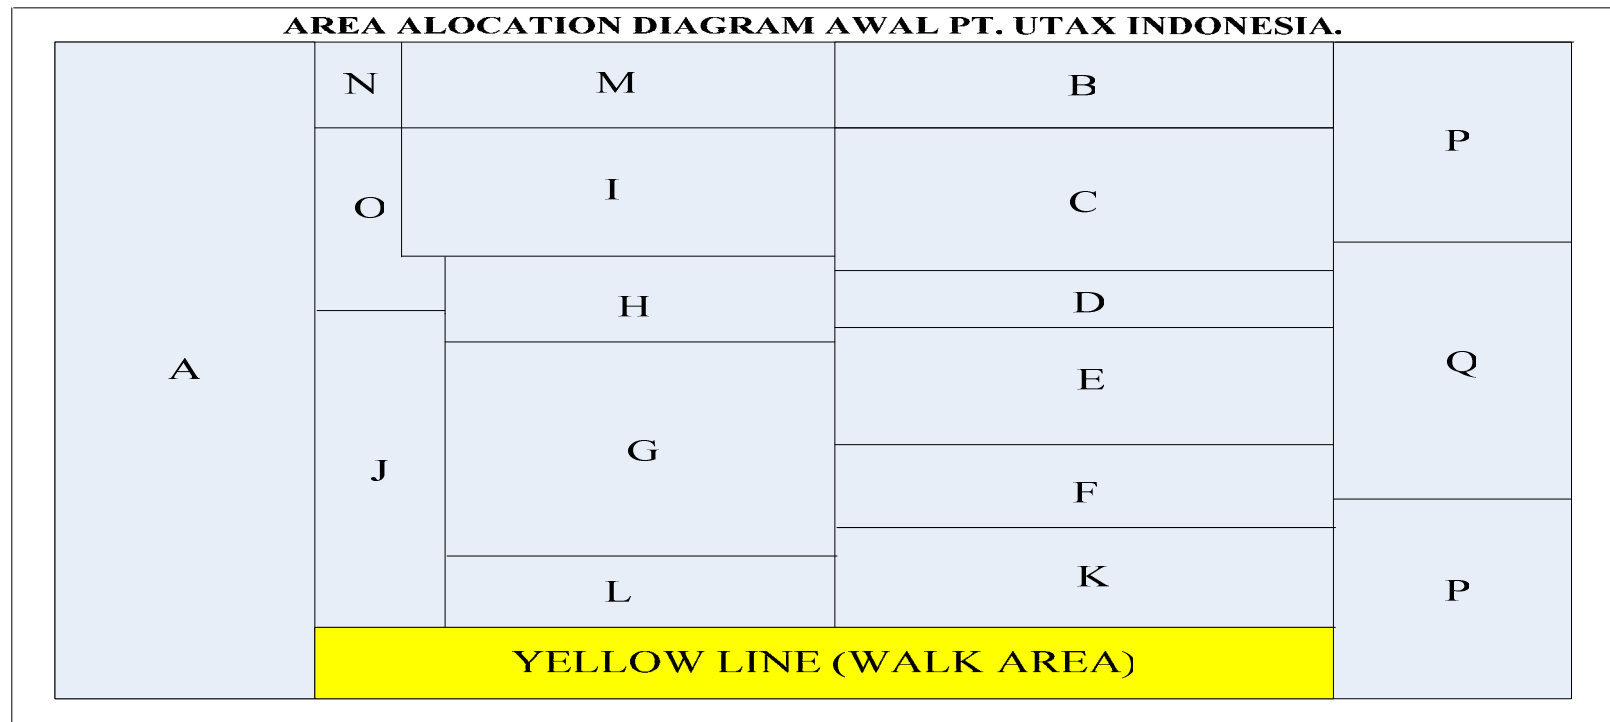 AREA ALOCATION DIAGRAM AWAL PT. UTAX INDONESIA.
N
M
B
P
I
C
O
H
D
A
E
Q
G
J
F
L
K
P
YELLOW LINE (WALK AREA)